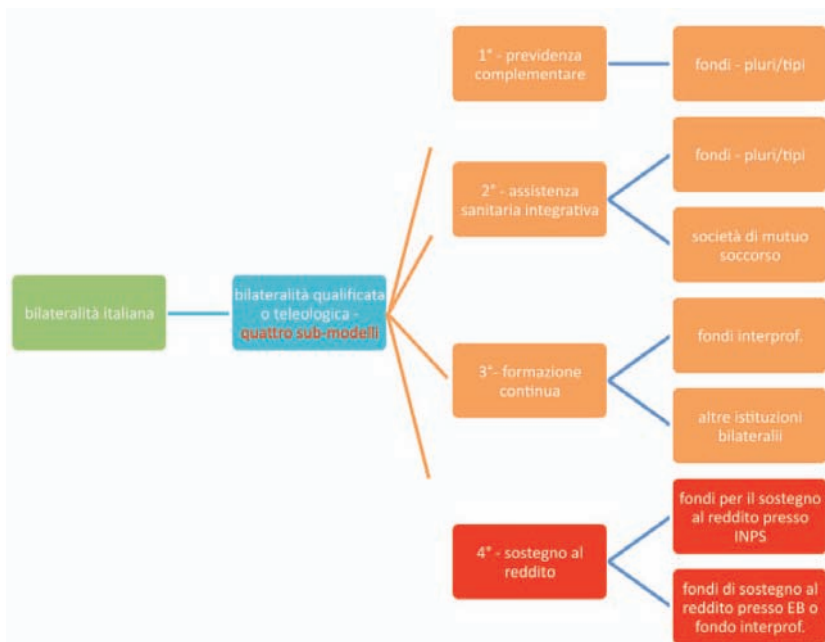 bilateralità italiana
bilateralità qualificata
o teleologica -
quattro sub-modelli
1° - previdenza
complementare
fondi - pluri/tipi
2° - assistenza
sanitaria integrativa
fondi - pluri/tipi
società di mutuo
soccorso
3°- formazione
continua
fondi interprof.
altre istituzioni
bilateralii
4° - sostegno al
reddito
fondi per il sostegno
al reddito presso
INPS
fondi di sostegno al
reddito presso EB o
fondo interprof.